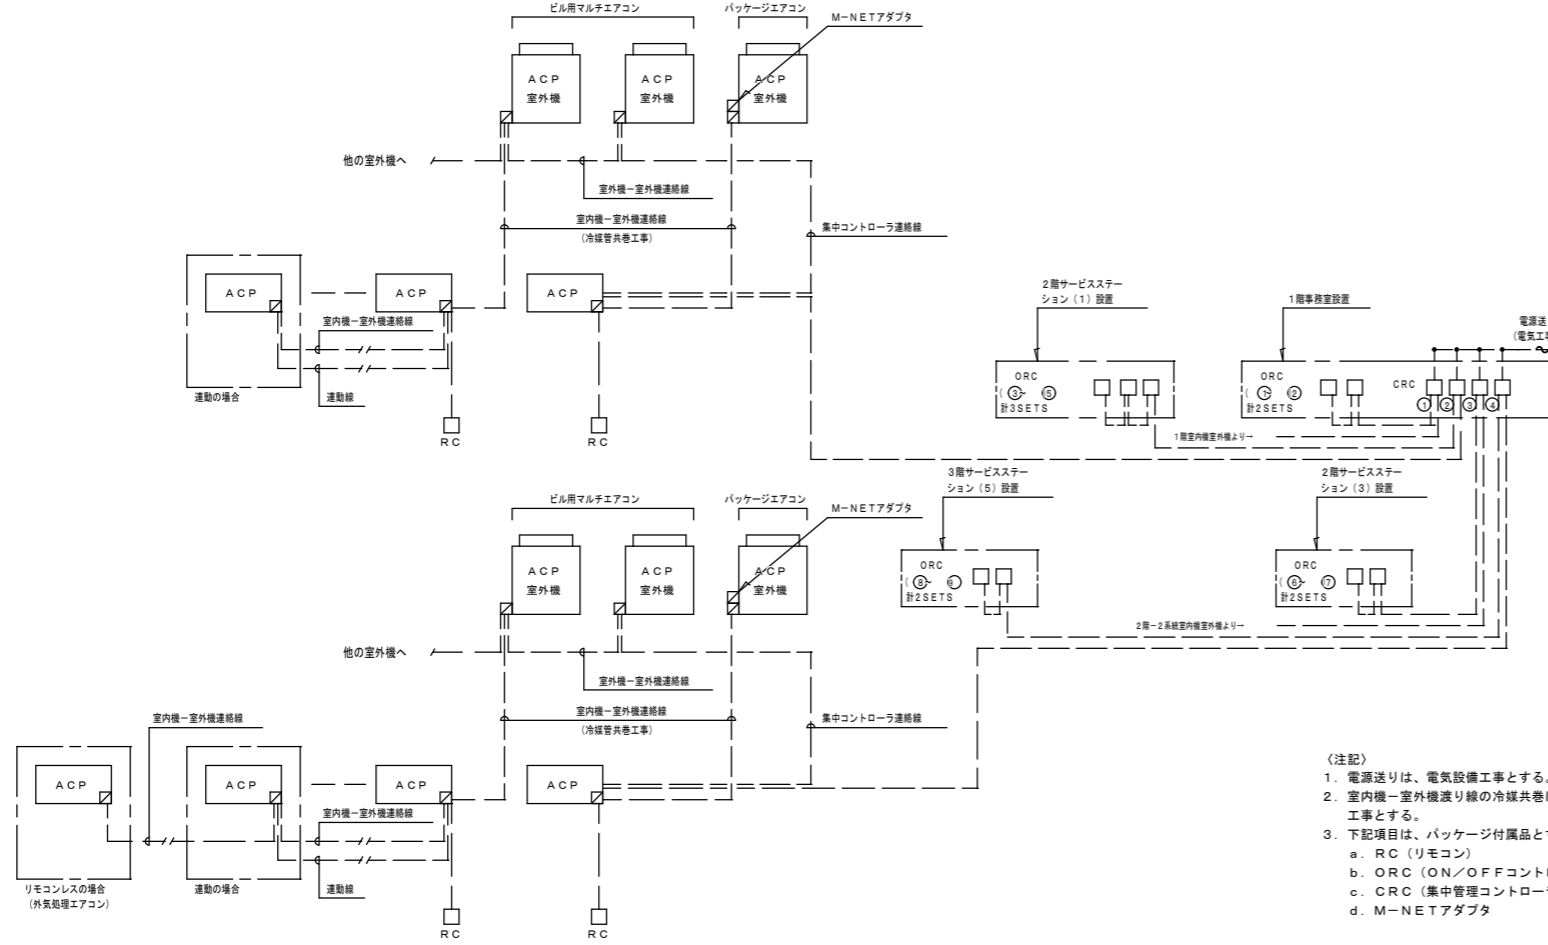 ビル用マルチエアコン
パッケージエアコン
M−NETアダプタ
ACP
室外機
ACP
室外機
ACP
室外機
他の室外機へ
室外機−室外機連絡線
室内機−室外機連絡線
(冷媒管共巻工事)
集中コントローラ連絡線
ACP
ACP
ACP
室内機−室外機連絡線
連動の場合
連動線
RC
RC
2階サービスステー
ション(1)設置
ORC
(③~⑤
計3SETS
1階事務室設置
ORC
(①~②
計2SETS
CRC
① ② ③ ④
電源送
(電気工事
1階室内機室外機より→
3階サービスステー
ション(5)設置
ORC
(⑧~⑨
計2SETS
2階サービスステー
ション(3)設置
ORC
(⑥~⑦
計2SETS
2階−2系統室内機室外機より→
ビル用マルチエアコン
パッケージエアコン
M−NETアダプタ
ACP
室外機
ACP
室外機
ACP
室外機
他の室外機へ
室外機−室外機連絡線
室内機−室外機連絡線
(冷媒管共巻工事)
集中コントローラ連絡線
室内機−室外機連絡線
ACP
ACP
ACP
ACP
室内機−室外機連絡線
リモコンレスの場合
(外気処理エアコン)
連動の場合
連動線
RC
RC
〈注記〉
1. 電源送りは、電気設備工事とする。
2. 室内機−室外機渡り線の冷媒共巻
工事とする。
3. 下記項目は、パッケージ付属品と
a. RC(リモコン)
b. ORC(ON/OFFコント
c. CRC(集中管理コントロー
d. M−NETアダプタ